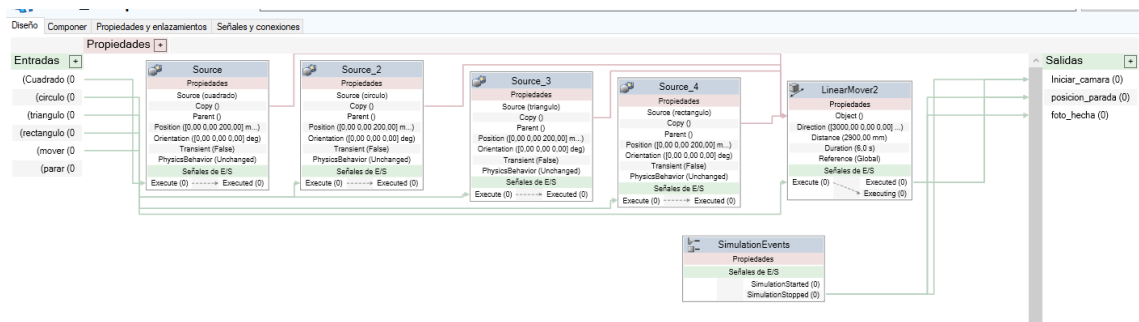 Diseño Componer Propiedades y enlazamientos Señales y conexiones
Propiedades +
Entradas +
(Cuadrado (0
(circulo (0
(triangulo (0
(rectangulo (0
(mover (0
(parar (0
Source
Propiedades
Source (cuadrado)
Copy ()
Parent ()
Position ([0,00 0,00 200,00] m...)
Orientation ([0,00 0,00 0,00] deg)
Transient (False)
PhysicsBehavior (Unchanged)
Señales de E/S
Execute (0) Executed (0)
Source_2
Propiedades
Source (circulo)
Copy ()
Parent ()
Position ([0,00 0,00 200,00] m...)
Orientation ([0,00 0,00 0,00] deg)
Transient (False)
PhysicsBehavior (Unchanged)
Señales de E/S
Execute (0) Executed (0)
Source_3
Propiedades
Source (triangulo)
Copy ()
Parent ()
Position ([0,00 0,00 200,00] m...)
Orientation ([0,00 0,00 0,00] deg)
Transient (False)
PhysicsBehavior (Unchanged)
Señales de E/S
Execute (0) Executed (0)
Source_4
Propiedades
Source (rectangulo)
Copy ()
Parent ()
Position ([0,00 0,00 200,00] m...)
Orientation ([0,00 0,00 0,00] deg)
Transient (False)
PhysicsBehavior (Unchanged)
Señales de E/S
Execute (0) Executed (0)
LinearMover2
Propiedades
Object ()
Direction ([3000,00 0,00 0,00] ...)
Distance (2900,00 mm)
Duration (6,0 s)
Reference (Global)
Señales de E/S
Execute (0) Executed (0)
Executing (0)
SimulationEvents
Propiedades
Señales de E/S
SimulationStarted (0)
SimulationStopped (0)
Salidas +
Iniciar_camara (0)
posicion_parada (0)
foto_hecha (0)